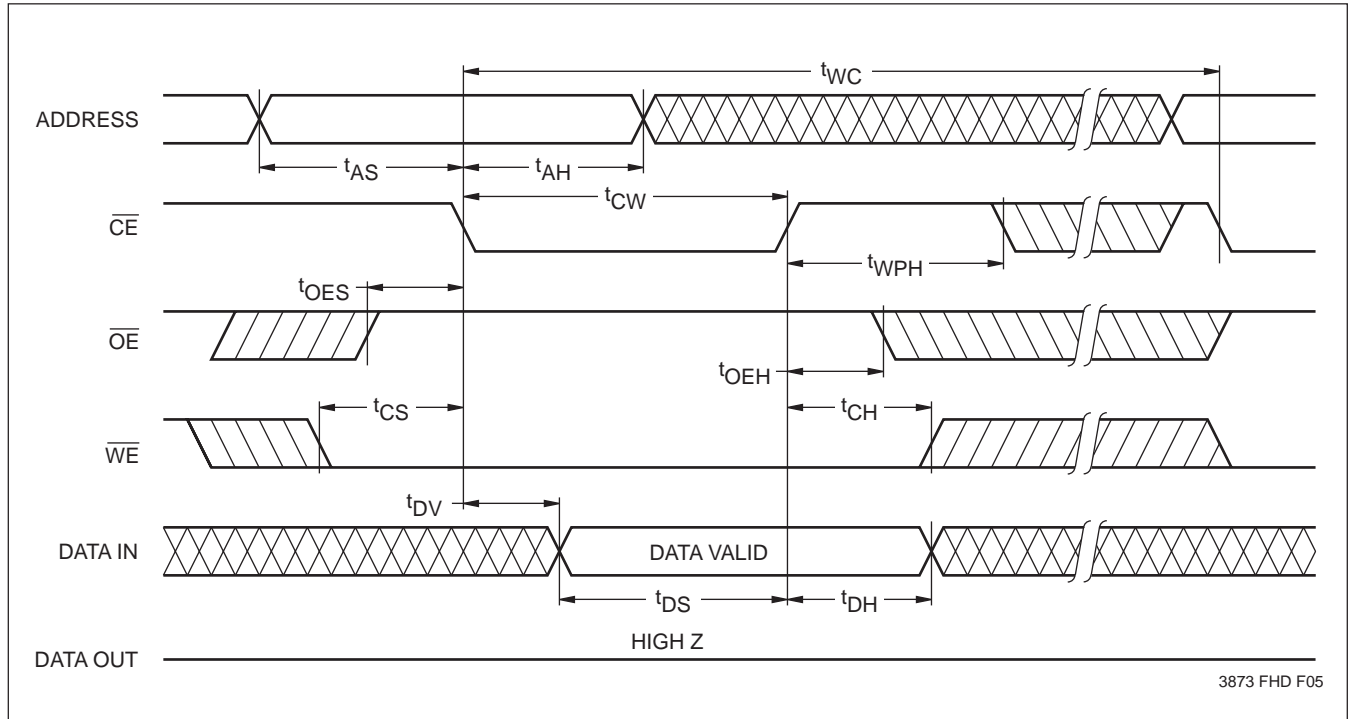 tWC
ADDRESS
tAS
tAH
tCW
CE
tWPH
tOES
OE
tOEH
tCS
tCH
WE
tDV
DATA IN
DATA VALID
tDS
tDH
HIGH Z
DATA OUT
3873 FHD F05